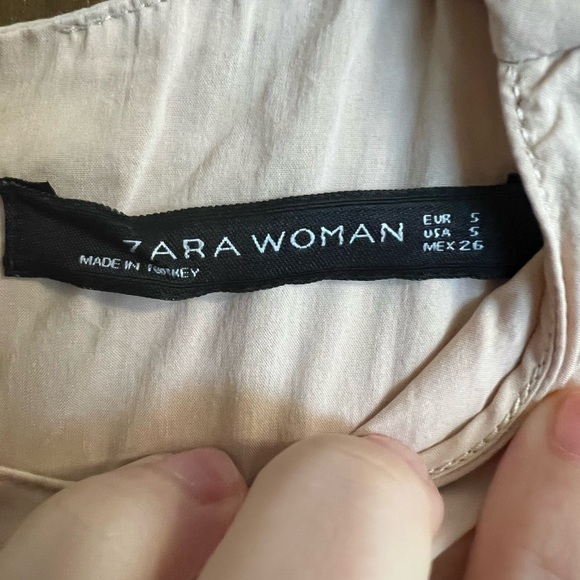 ZARA WOMAN
MADE IN TURKEY
EUR S
USA S
MEX 26